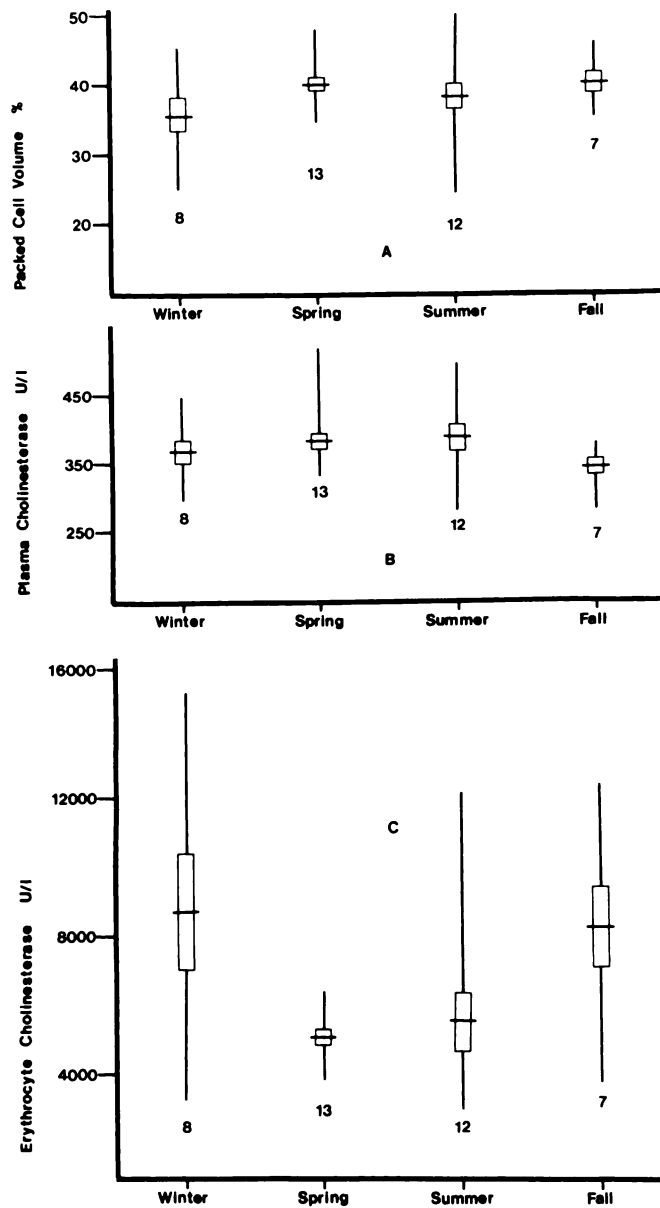 Packed Cell Volume %
50
40
30
20
8
13
12
7
A
Winter Spring Summer Fall
Plasma Cholinesterase U/l
450
350
250
8
13
12
7
B
Winter Spring Summer Fall
Erythrocyte Cholinesterase U/l
16000
12000
8000
4000
C
8
13
12
7
Winter Spring Summer Fall